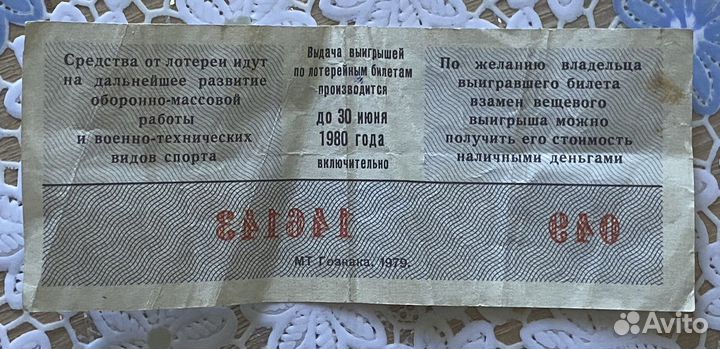 Средства от лотереи идут
на дальнейшее развитие
оборонно-массовой
работы
и военно-технических
видов спорта
Выдача выигрышей
по лотерейным билетам
производится
до 30 июня
1980 года
включительно
По желанию владельца
выигравшего билета
взамен вещевого
выигрыша можно
получить его стоимость
наличными деньгами
МТ Гознака, 1979.
Avito